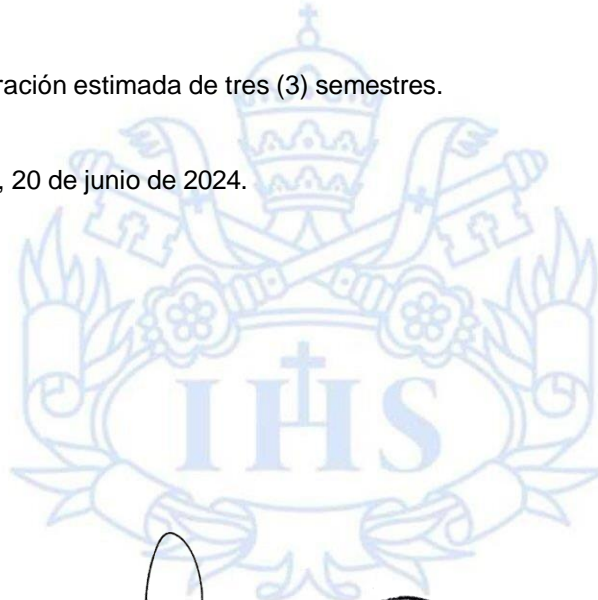 ración estimada de tres (3) semestres.
, 20 de junio de 2024.
IHS